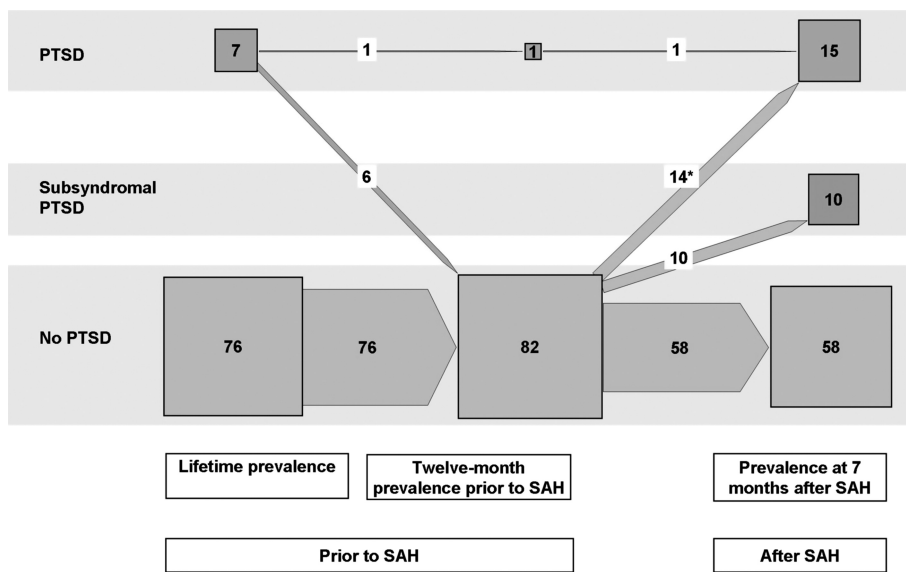 PTSD
7
1
1
1
15
Subsyndromal
PTSD
6
14*
10
10
No PTSD
76
76
82
58
58
Lifetime prevalence
Twelve-month
prevalence prior to SAH
Prevalence at 7
months after SAH
Prior to SAH
After SAH